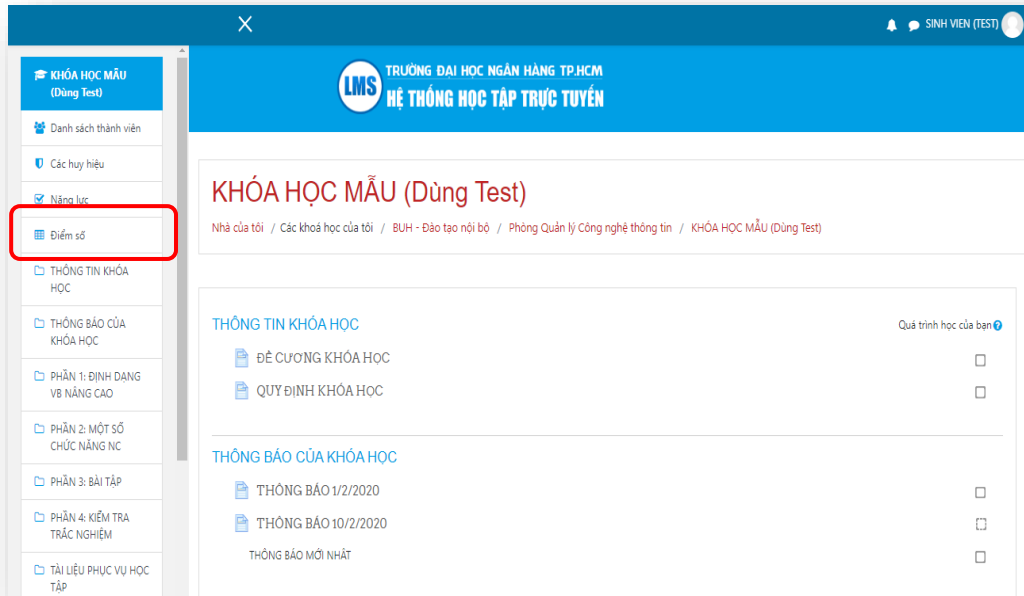 SINH VIEN (TEST)
KHÓA HỌC MẪU
(Dùng Test)
Danh sách thành viên
Các huy hiệu
Năng lực
Điểm số
THÔNG TIN KHÓA
HỌC
THÔNG BÁO CỦA
KHÓA HỌC
PHẦN 1: ĐỊNH DẠNG
VB NÂNG CAO
PHẦN 2: MỘT SỐ
CHỨC NĂNG NC
PHẦN 3: BÀI TẬP
PHẦN 4: KIỂM TRA
TRẮC NGHIỆM
TÀI LIỆU PHỤC VỤ HỌC
TẬP
LMS
TRƯỜNG ĐẠI HỌC NGÂN HÀNG TP.HCM
HỆ THỐNG HỌC TẬP TRỰC TUYẾN
KHÓA HỌC MẪU (Dùng Test)
Nhà của tôi / Các khoá học của tôi / BUH - Đào tạo nội bộ / Phòng Quản lý Công nghệ thông tin / KHÓA HỌC MẪU (Dùng Test)
THÔNG TIN KHÓA HỌC
Quá trình học của bạn
ĐỀ CƯƠNG KHÓA HỌC
QUY ĐỊNH KHÓA HỌC
THÔNG BÁO CỦA KHÓA HỌC
THÔNG BÁO 1/2/2020
THÔNG BÁO 10/2/2020
THÔNG BÁO MỚI NHẤT